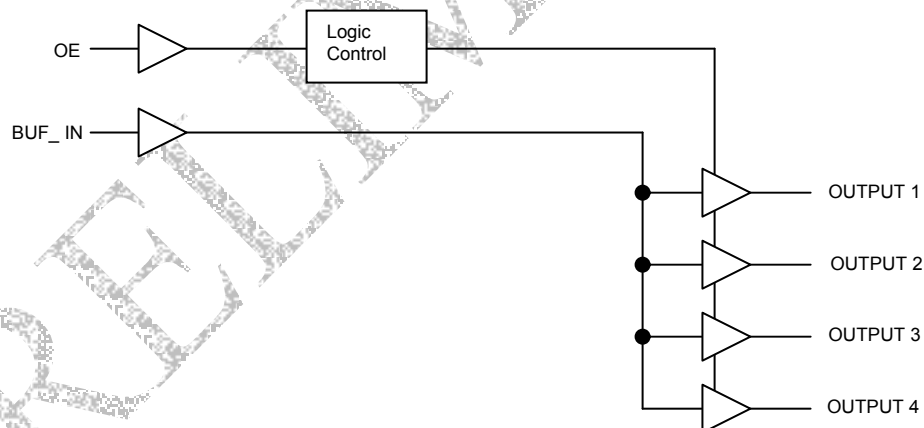 Logic
Control
OE
BUF_ IN
OUTPUT 1
OUTPUT 2
OUTPUT 3
OUTPUT 4